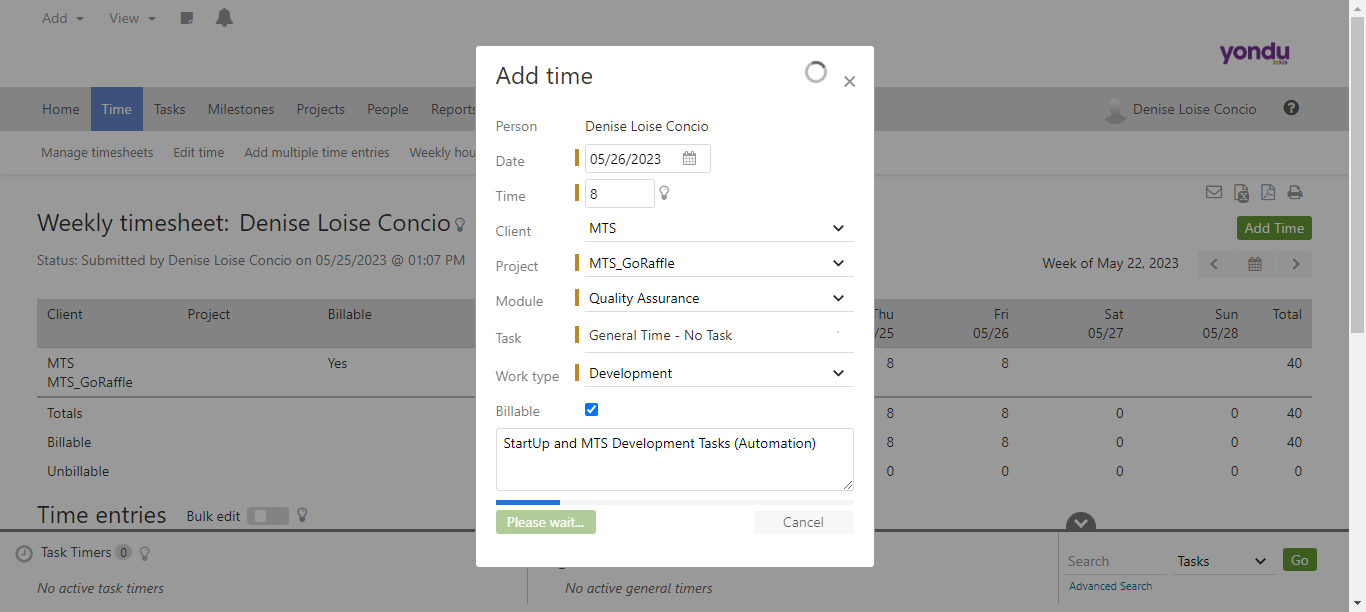 Add View
yondu
Home Time Tasks Milestones Projects People Reports
Denise Loise Concio
Manage timesheets Edit time Add multiple time entries Weekly hou
Weekly timesheet: Denise Loise Concio
Add Time
Status: Submitted by Denise Loise Concio on 05/25/2023 @ 01:07 PM
Week of May 22, 2023
Client Project Billable Thu Fri Sat Sun Total
/25 05/26 05/27 05/28
MTS Yes 8 8 40
MTS_GoRaffle
Totals 8 8 0 0 40
Billable 8 8 0 0 40
Unbillable 0 0 0 0 0
Time entries Bulk edit
Task Timers 0
No active task timers
No active general timers
Search Tasks Go
Advanced Search
Add time
Person Denise Loise Concio
Date 05/26/2023
Time 8
Client MTS
Project MTS_GoRaffle
Module Quality Assurance
Task General Time - No Task
Work type Development
Billable
StartUp and MTS Development Tasks (Automation)
Please wait... Cancel